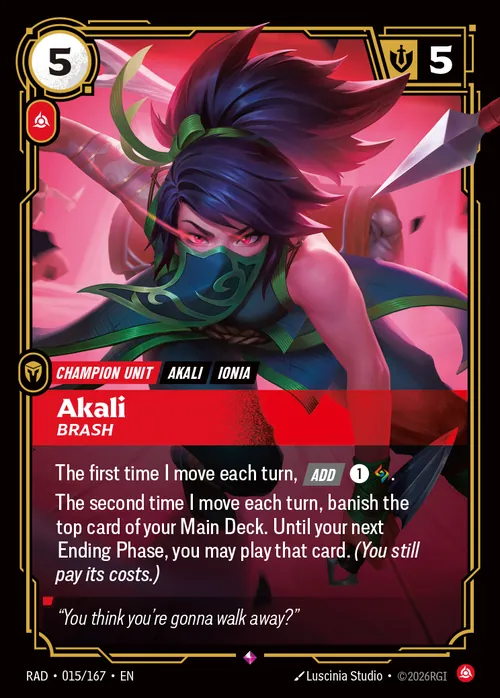 5
5
CHAMPION UNIT AKALI IONIA
Akali
BRASH
The first time I move each turn, ADD 1 .
The second time I move each turn, banish the
top card of your Main Deck. Until your next
Ending Phase, you may play that card. (You still
pay its costs.)
“You think you’re gonna walk away?”
RAD • 015/167 • EN
Luscinia Studio • ©2026RGI